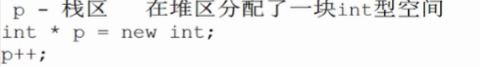 p - 栈区   在堆区分配了一块int型空间
int * p = new int;
p++;